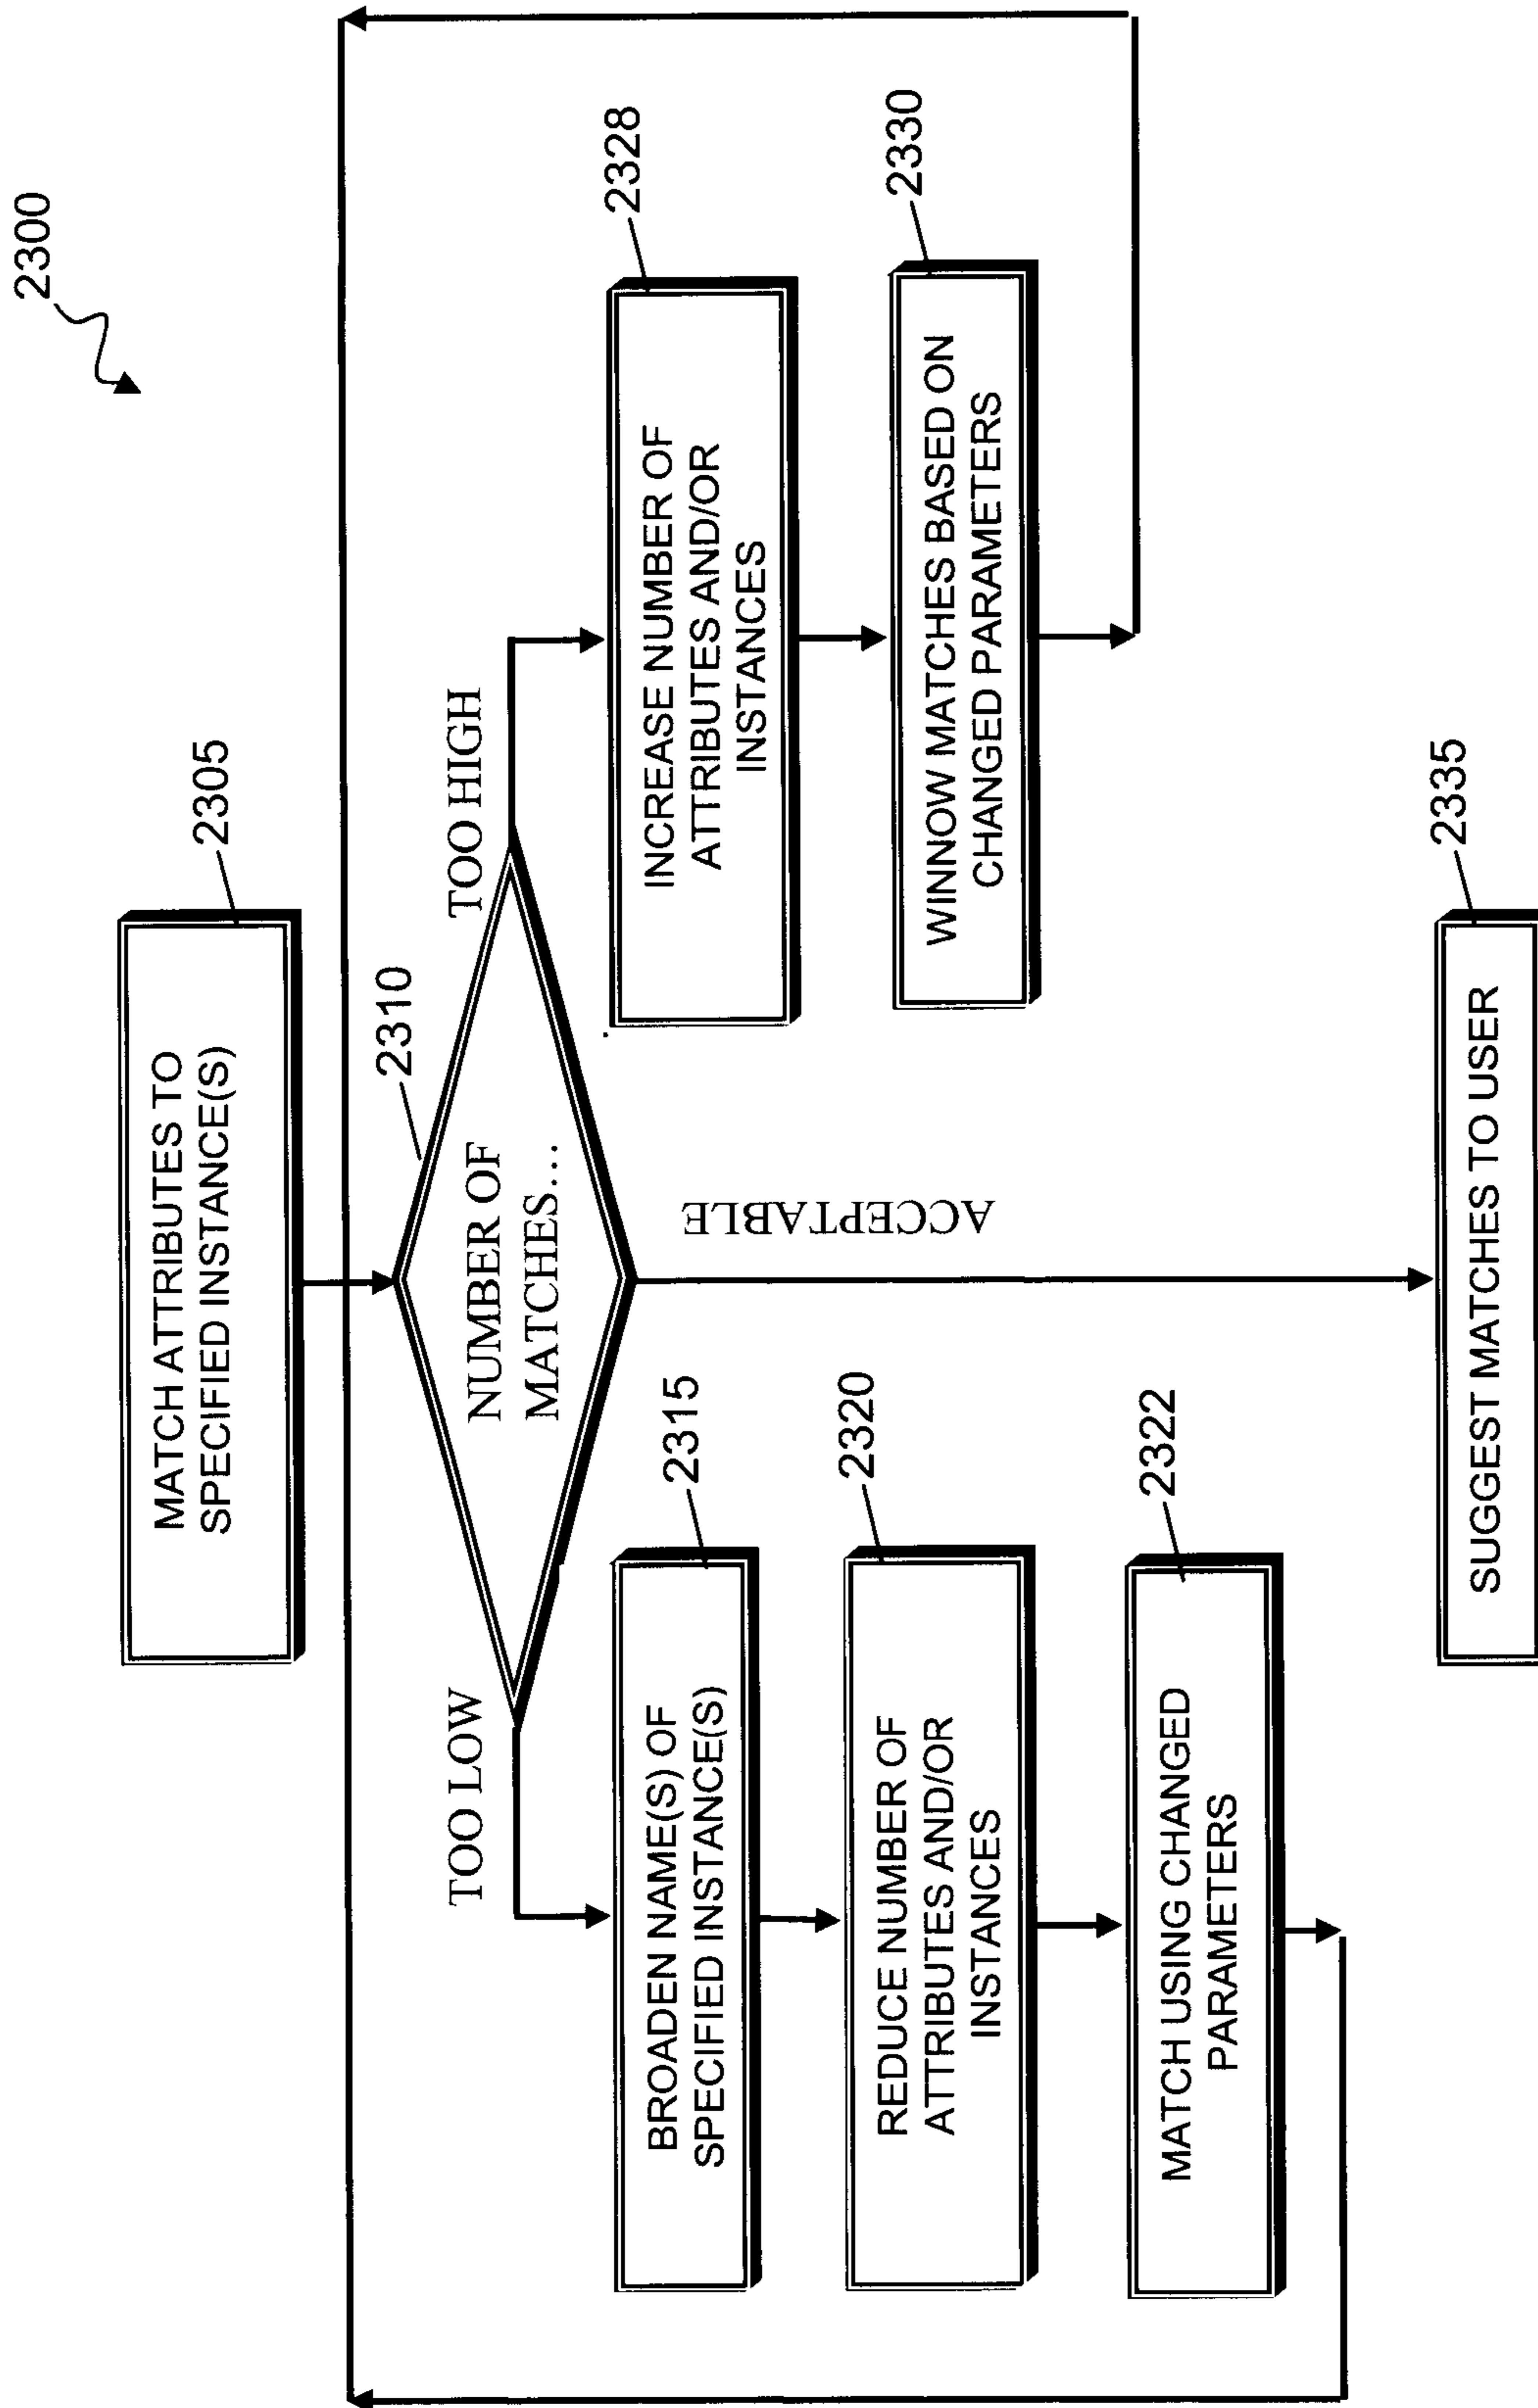 2300
MATCH ATTRIBUTES TO
SPECIFIED INSTANCE(S)
2305
2310
NUMBER OF
MATCHES…
TOO LOW
TOO HIGH
ACCEPTABLE
BROADEN NAME(S) OF
SPECIFIED INSTANCE(S)
2315
REDUCE NUMBER OF
ATTRIBUTES AND/OR
INSTANCES
2320
MATCH USING CHANGED
PARAMETERS
2322
INCREASE NUMBER OF
ATTRIBUTES AND/OR
INSTANCES
2328
WINNOW MATCHES BASED ON
CHANGED PARAMETERS
2330
SUGGEST MATCHES TO USER
2335